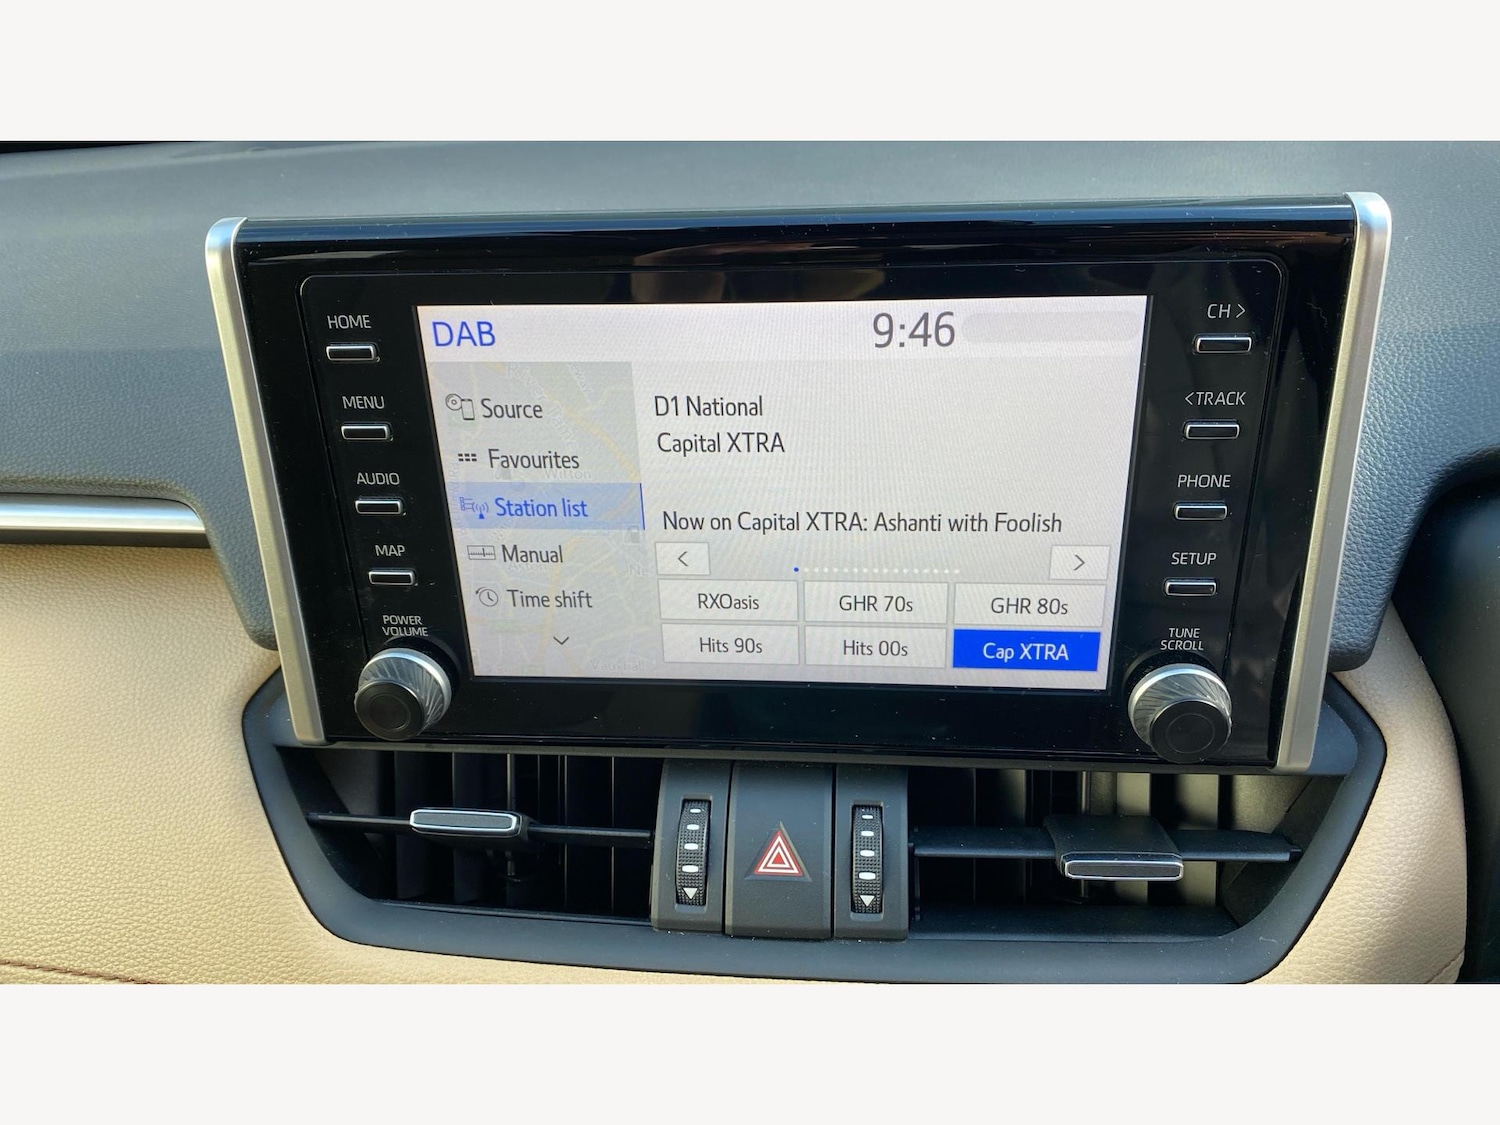 HOME
MENU
AUDIO
MAP
POWER
VOLUME
DAB
9:46
Source
Favourites
Station list
Manual
Time shift
D1 National
Capital XTRA
Now on Capital XTRA: Ashanti with Foolish
<
>
RXOasis
GHR 70s
GHR 80s
Hits 90s
Hits 00s
Cap XTRA
CH >
<TRACK
PHONE
SETUP
TUNE
SCROLL
Witton